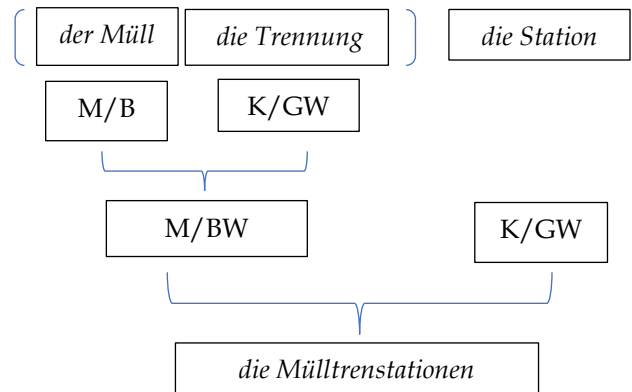 der Müll die Trennung die Station
M/B K/GW
M/BW K/GW
die Mülltrenstationen